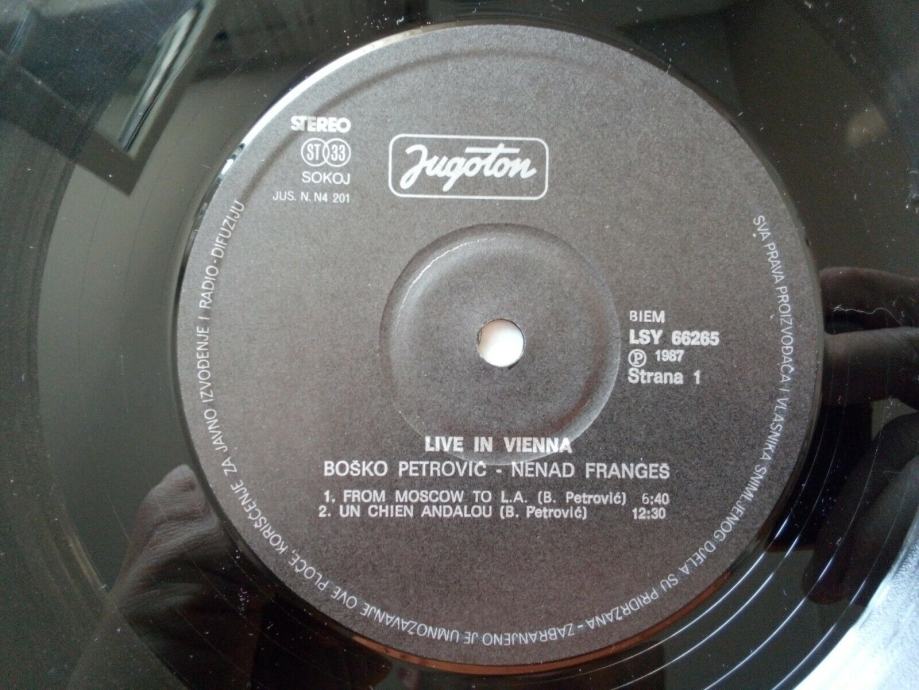 STEREO
ST 33
SOKOJ
JUS. N. N4 201
Jugoton
BIEM
LSY 66265
Ⓟ 1987
Strana 1
LIVE IN VIENNA
BOŠKO PETROVIĆ - NENAD FRANGEŠ
1. FROM MOSCOW TO L.A. (B. Petrović) 6:40
2. UN CHIEN ANDALOU (B. Petrović) 12:30
SVA PRAVA PROIZVOĐAČA I VLASNIKA SNIMLJENOG DJELA SU PRIDRŽANA - ZABRANJENO JE UMNOŽAVANJE OVE PLOČE, KORIŠĆENJE ZA JAVNO IZVOĐENJE I RADIO-DIFUZIJU